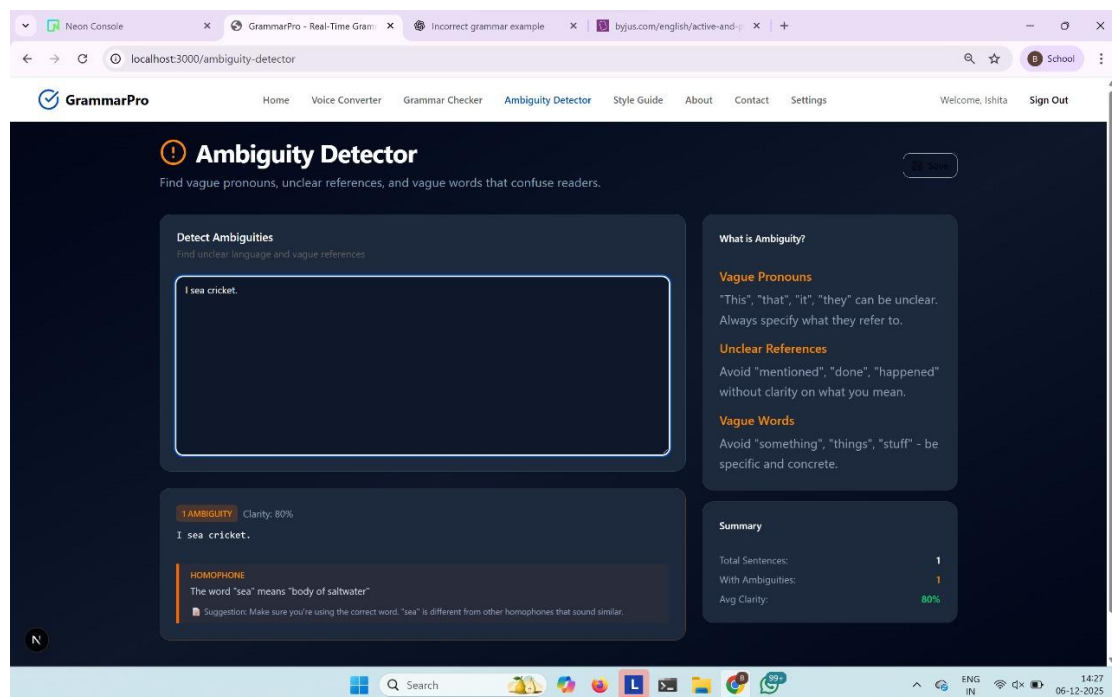 Neon Console
GrammarPro - Real-Time Gram
Incorrect grammar example
byjus.com/english/active-and-p
localhost:3000/ambiguity-detector
B School
GrammarPro
Home Voice Converter Grammar Checker Ambiguity Detector Style Guide About Contact Settings
Welcome, Ishita Sign Out
Ambiguity Detector
Save
Find vague pronouns, unclear references, and vague words that confuse readers.
Detect Ambiguities
Find unclear language and vague references
I sea cricket.
1 AMBIGUITY Clarity: 80%
I sea cricket.
HOMOPHONE
The word "sea" means "body of saltwater"
Suggestion: Make sure you're using the correct word. "sea" is different from other homophones that sound similar.
What is Ambiguity?
Vague Pronouns
"This", "that", "it", "they" can be unclear.
Always specify what they refer to.
Unclear References
Avoid "mentioned", "done", "happened"
without clarity on what you mean.
Vague Words
Avoid "something", "things", "stuff" - be
specific and concrete.
Summary
Total Sentences: 1
With Ambiguities: 1
Avg Clarity: 80%
N
Search
L
B
99+
ENG
IN
14:27
06-12-2025